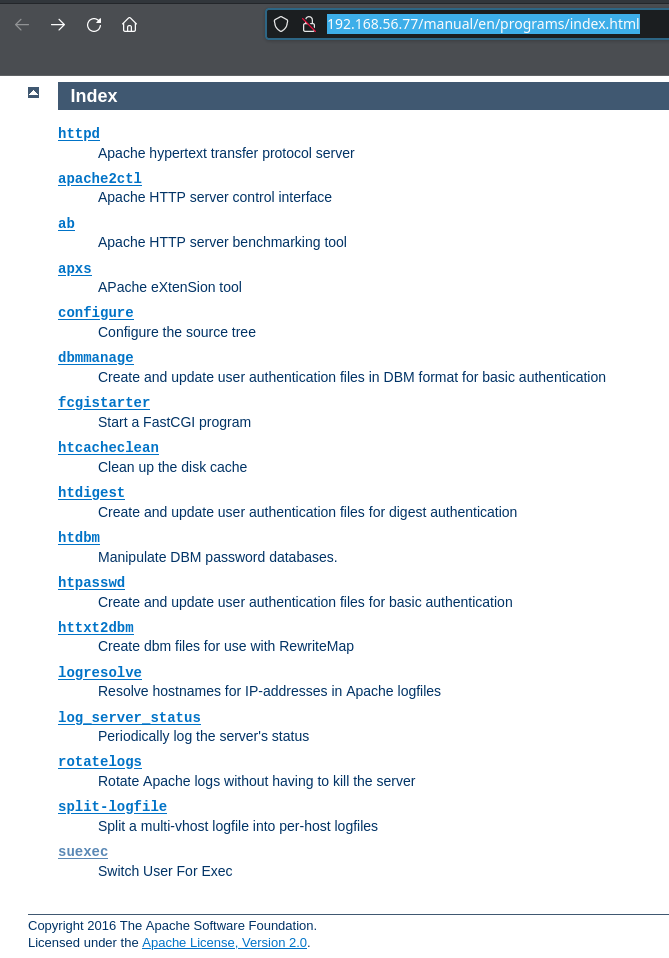 192.168.56.77/manual/en/programs/index.html
Index
httpd
Apache hypertext transfer protocol server
apache2ctl
Apache HTTP server control interface
ab
Apache HTTP server benchmarking tool
apxs
APache eXtenSion tool
configure
Configure the source tree
dbmmanage
Create and update user authentication files in DBM format for basic authentication
fcgistarter
Start a FastCGI program
htcacheclean
Clean up the disk cache
htdigest
Create and update user authentication files for digest authentication
htdbm
Manipulate DBM password databases.
htpasswd
Create and update user authentication files for basic authentication
httxt2dbm
Create dbm files for use with RewriteMap
logresolve
Resolve hostnames for IP-addresses in Apache logfiles
log_server_status
Periodically log the server's status
rotatelogs
Rotate Apache logs without having to kill the server
split-logfile
Split a multi-vhost logfile into per-host logfiles
suexec
Switch User For Exec
Copyright 2016 The Apache Software Foundation.
Licensed under the Apache License, Version 2.0.